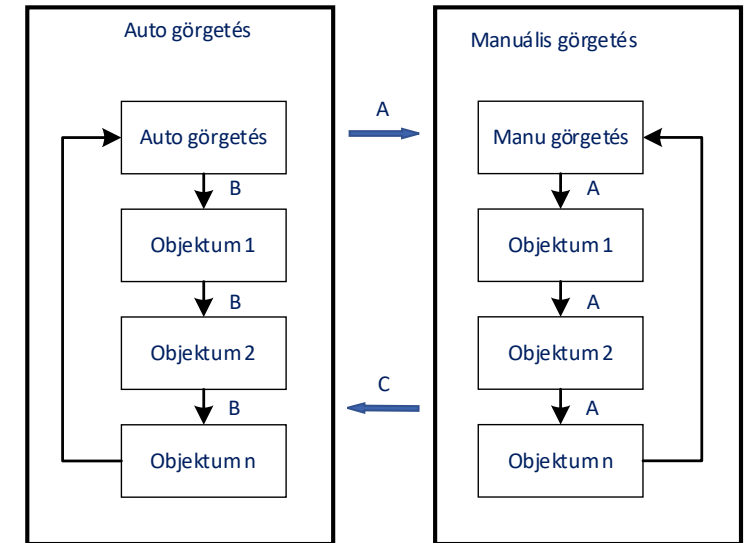 Auto görgetés
Auto görgetés
B
Objektum 1
B
Objektum 2
B
Objektum n
A
C
Manuális görgetés
Manu görgetés
A
Objektum 1
A
Objektum 2
A
Objektum n